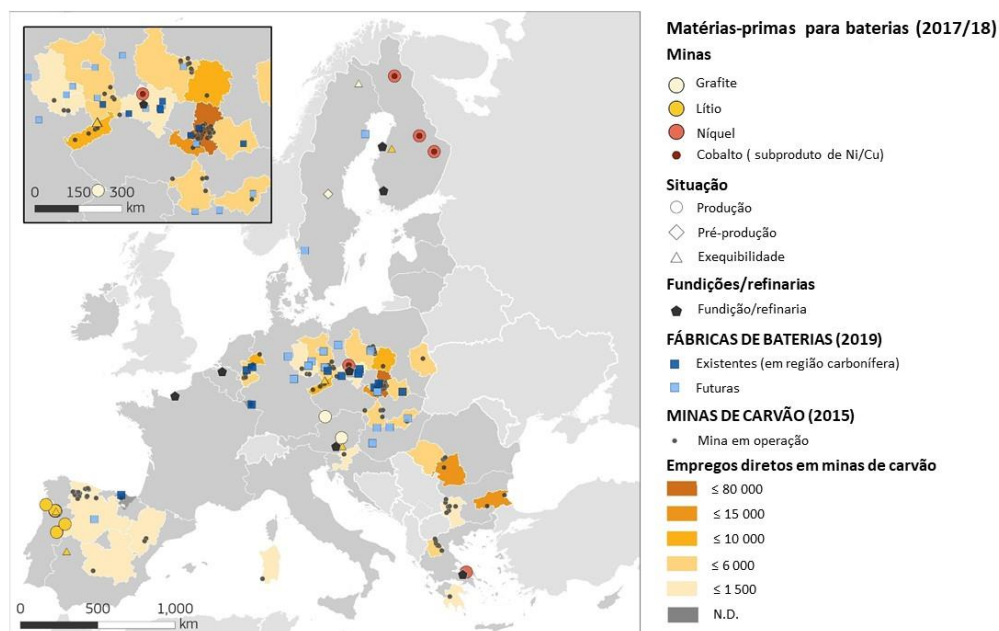 0 150 300
km
0 500 1,000
km
Matérias-primas para baterias (2017/18)
Minas
Grafite
Lítio
Níquel
Cobalto ( subproduto de Ni/Cu)
Situação
Produção
Pré-produção
Exequibilidade
Fundições/refinarias
Fundição/refinaria
FÁBRICAS DE BATERIAS (2019)
Existentes (em região carbonífera)
Futuras
MINAS DE CARVÃO (2015)
Mina em operação
Empregos diretos em minas de carvão
≤ 80 000
≤ 15 000
≤ 10 000
≤ 6 000
≤ 1 500
N.D.